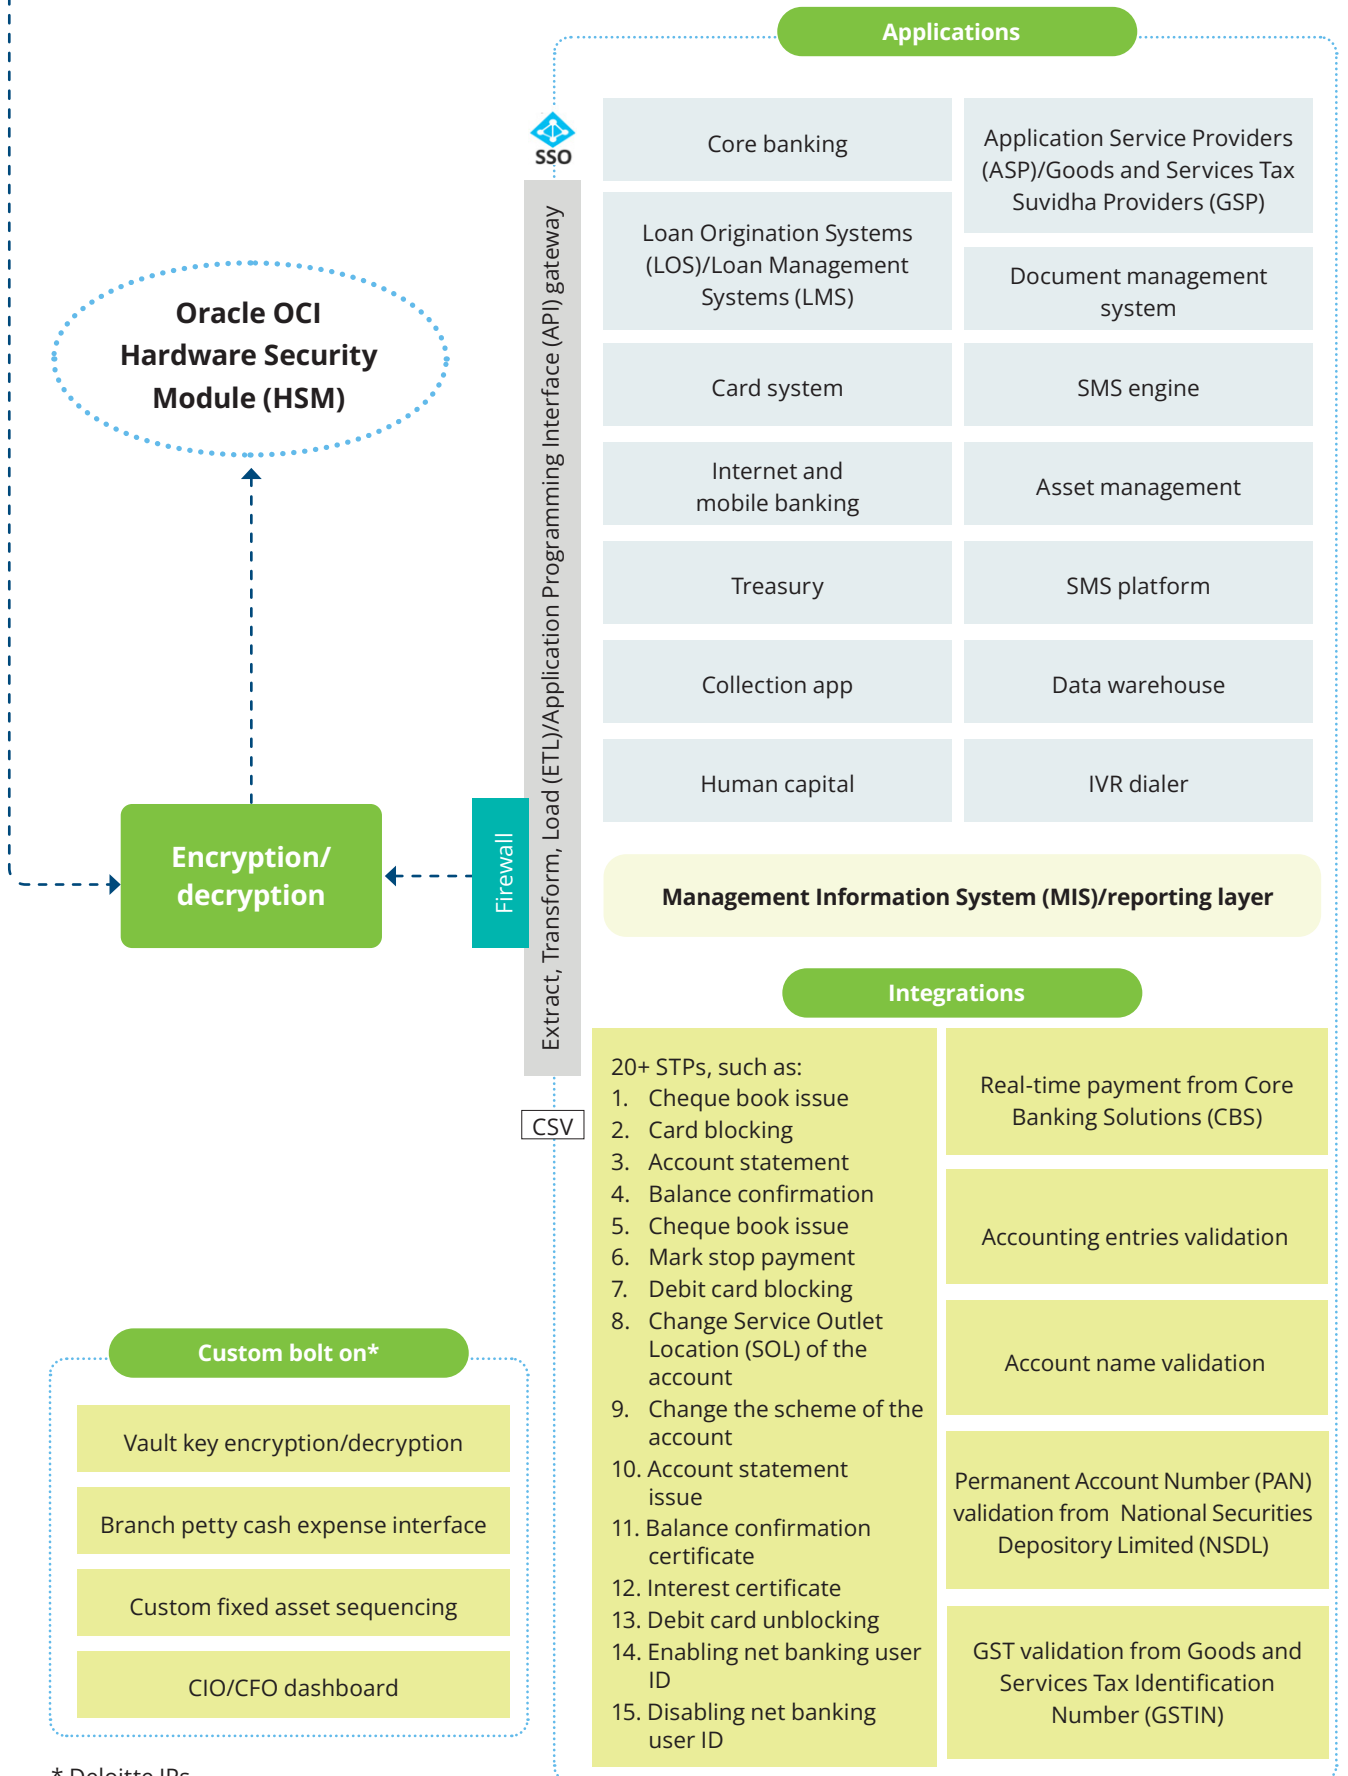 Applications
SSO
Core banking
Application Service Providers
(ASP)/Goods and Services Tax
Suvidha Providers (GSP)
Loan Origination Systems
(LOS)/Loan Management
Systems (LMS)
Document management
system
Card system
SMS engine
Internet and
mobile banking
Asset management
Treasury
SMS platform
Collection app
Data warehouse
Human capital
IVR dialer
Extract, Transform, Load (ETL)/Application Programming Interface (API) gateway
Oracle OCI
Hardware Security
Module (HSM)
Encryption/
decryption
Firewall
Management Information System (MIS)/reporting layer
Integrations
CSV
20+ STPs, such as:
1. Cheque book issue
2. Card blocking
3. Account statement
4. Balance confirmation
5. Cheque book issue
6. Mark stop payment
7. Debit card blocking
8. Change Service Outlet
Location (SOL) of the
account
9. Change the scheme of the
account
10. Account statement
issue
11. Balance confirmation
certificate
12. Interest certificate
13. Debit card unblocking
14. Enabling net banking user
ID
15. Disabling net banking
user ID
Real-time payment from Core
Banking Solutions (CBS)
Accounting entries validation
Account name validation
Permanent Account Number (PAN)
validation from National Securities
Depository Limited (NSDL)
GST validation from Goods and
Services Tax Identification
Number (GSTIN)
Custom bolt on*
Vault key encryption/decryption
Branch petty cash expense interface
Custom fixed asset sequencing
CIO/CFO dashboard
* Deloitte IPs